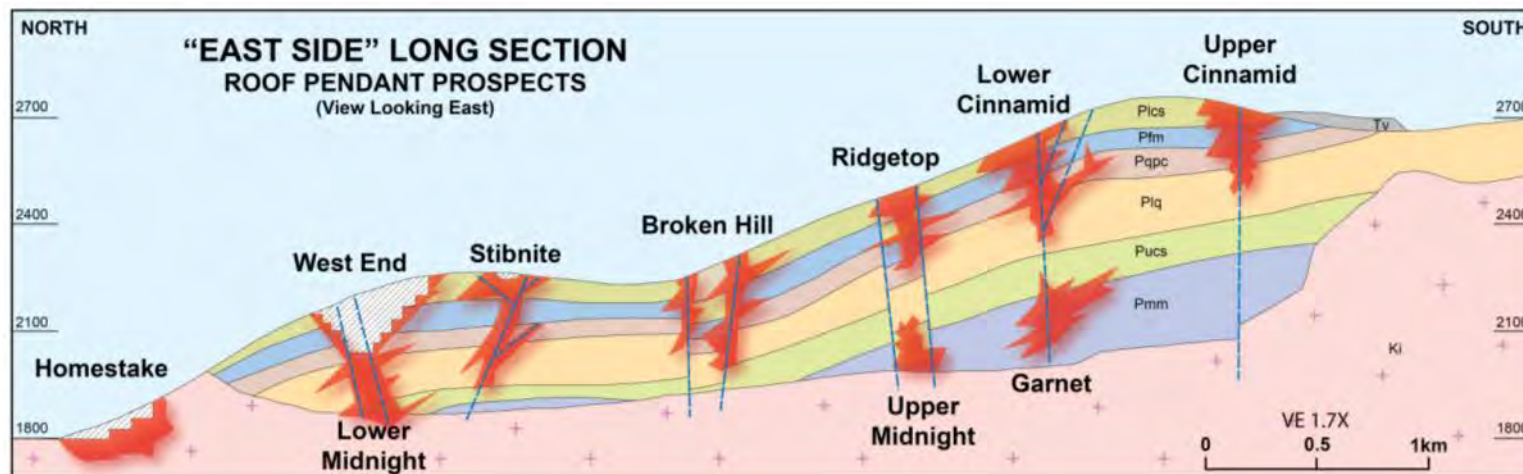 NORTH
SOUTH
“EAST SIDE” LONG SECTION
ROOF PENDANT PROSPECTS
(View Looking East)
Upper
Cinnamid
Lower
Cinnamid
Ridgetop
Broken Hill
Stibnite
West End
Homestake
Lower
Midnight
Upper
Midnight
Garnet
2700
2400
2100
1800
2700
2400
2100
1800
Plcs
Pfm
Pqpc
Plq
Pucs
Pmm
Tv
Ki
VE 1.7X
0 0.5 1km